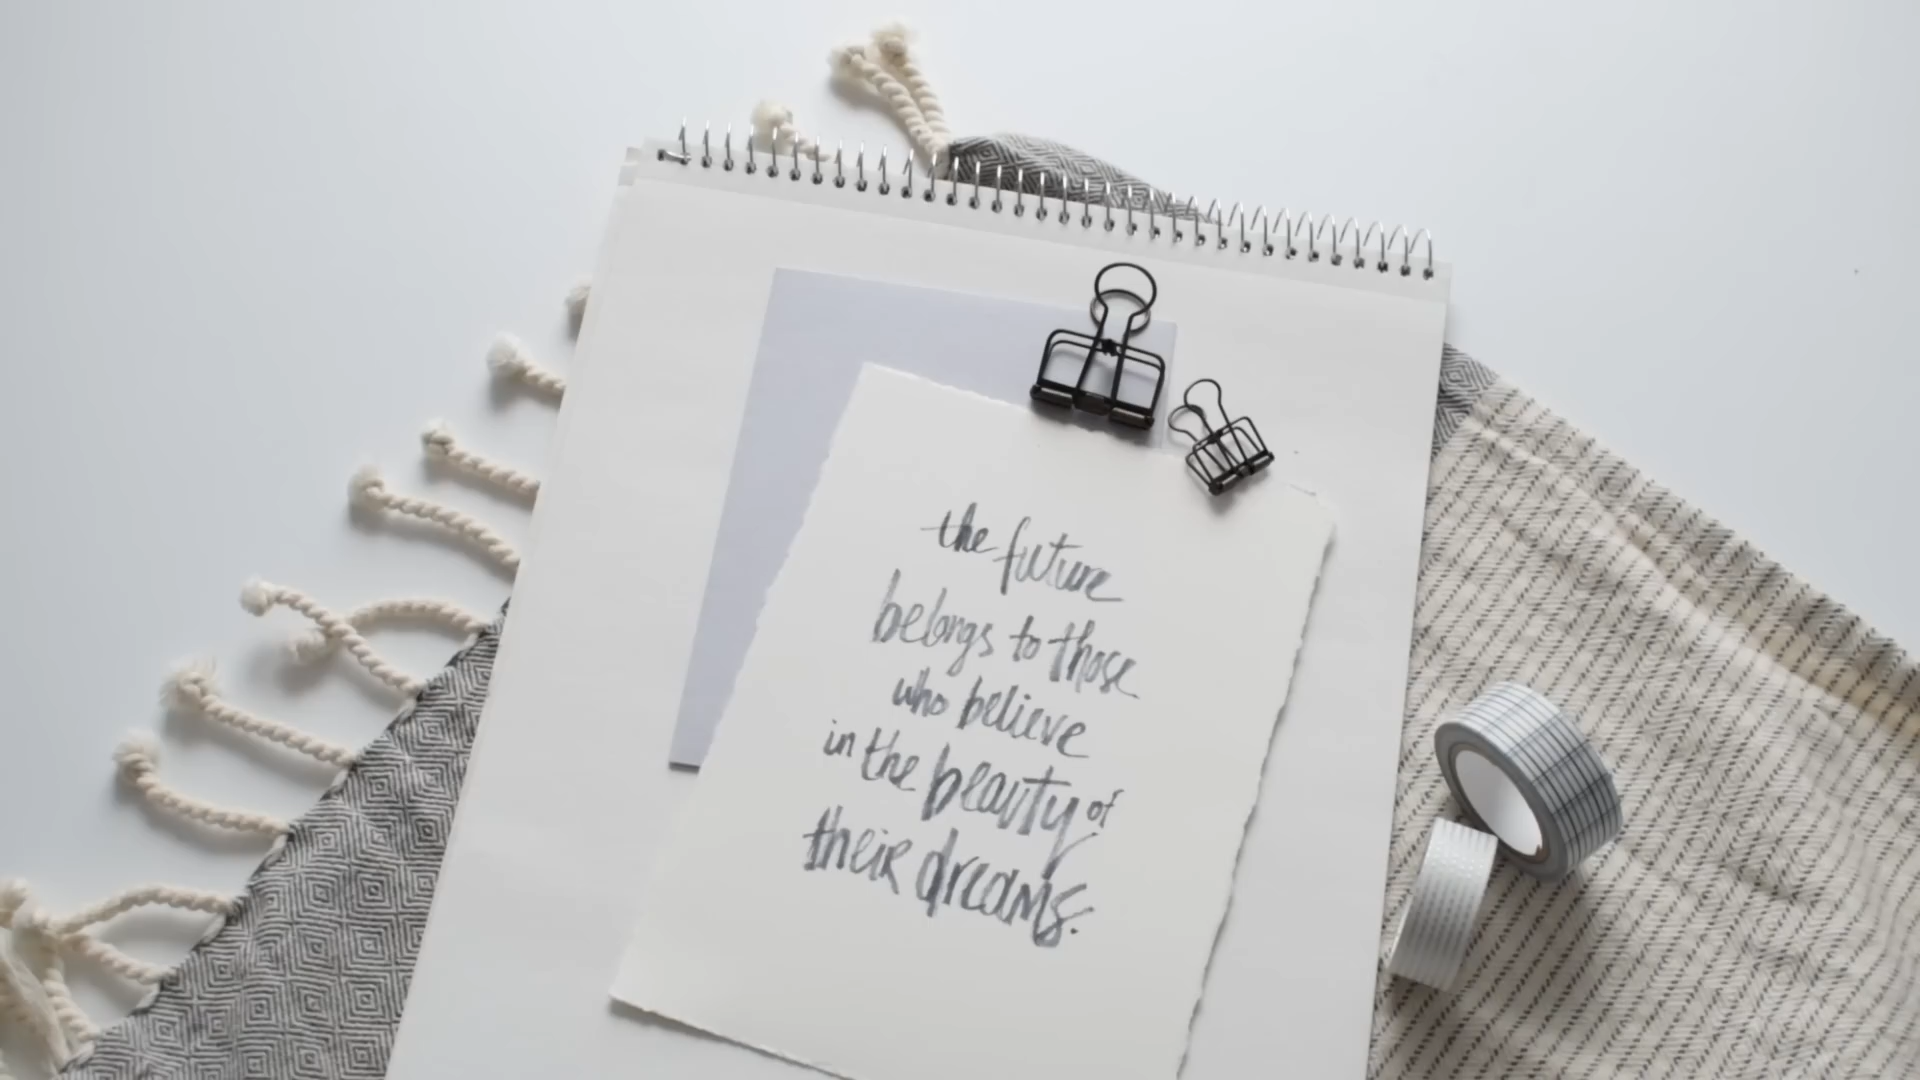 the future
belongs to those
who believe
in the beauty of
their dreams.